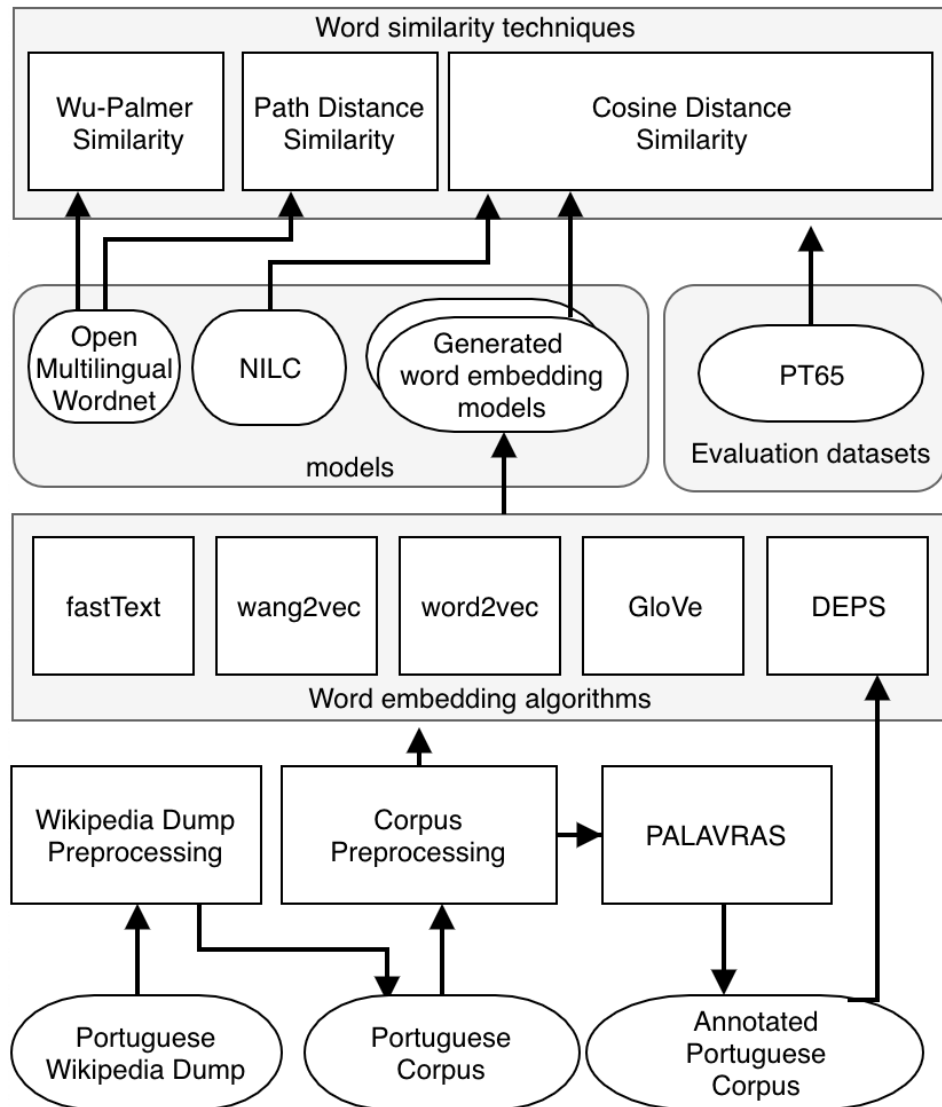 Word similarity techniques
Wu-Palmer
Similarity
Path Distance
Similarity
Cosine Distance
Similarity
Open
Multilingual
Wordnet
NILC
Generated
word embedding
models
models
PT65
Evaluation datasets
fastText
wang2vec
word2vec
GloVe
DEPS
Word embedding algorithms
Wikipedia Dump
Preprocessing
Corpus
Preprocessing
PALAVRAS
Portuguese
Wikipedia Dump
Portuguese
Corpus
Annotated
Portuguese
Corpus